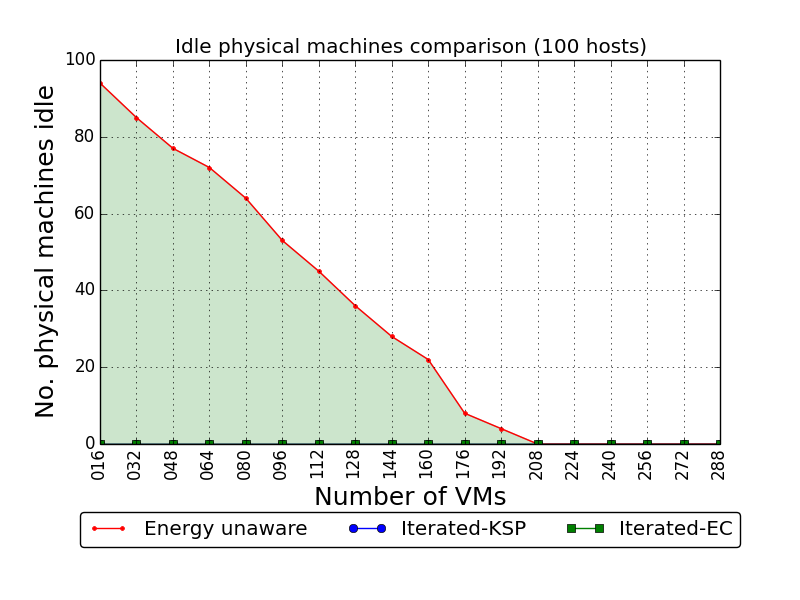 Idle physical machines comparison (100 hosts)
No. physical machines idle
100
80
60
40
20
0
016 032 048 064 080 096 112 128 144 160 176 192 208 224 240 256 272 288
Number of VMs
Energy unaware Iterated-KSP Iterated-EC